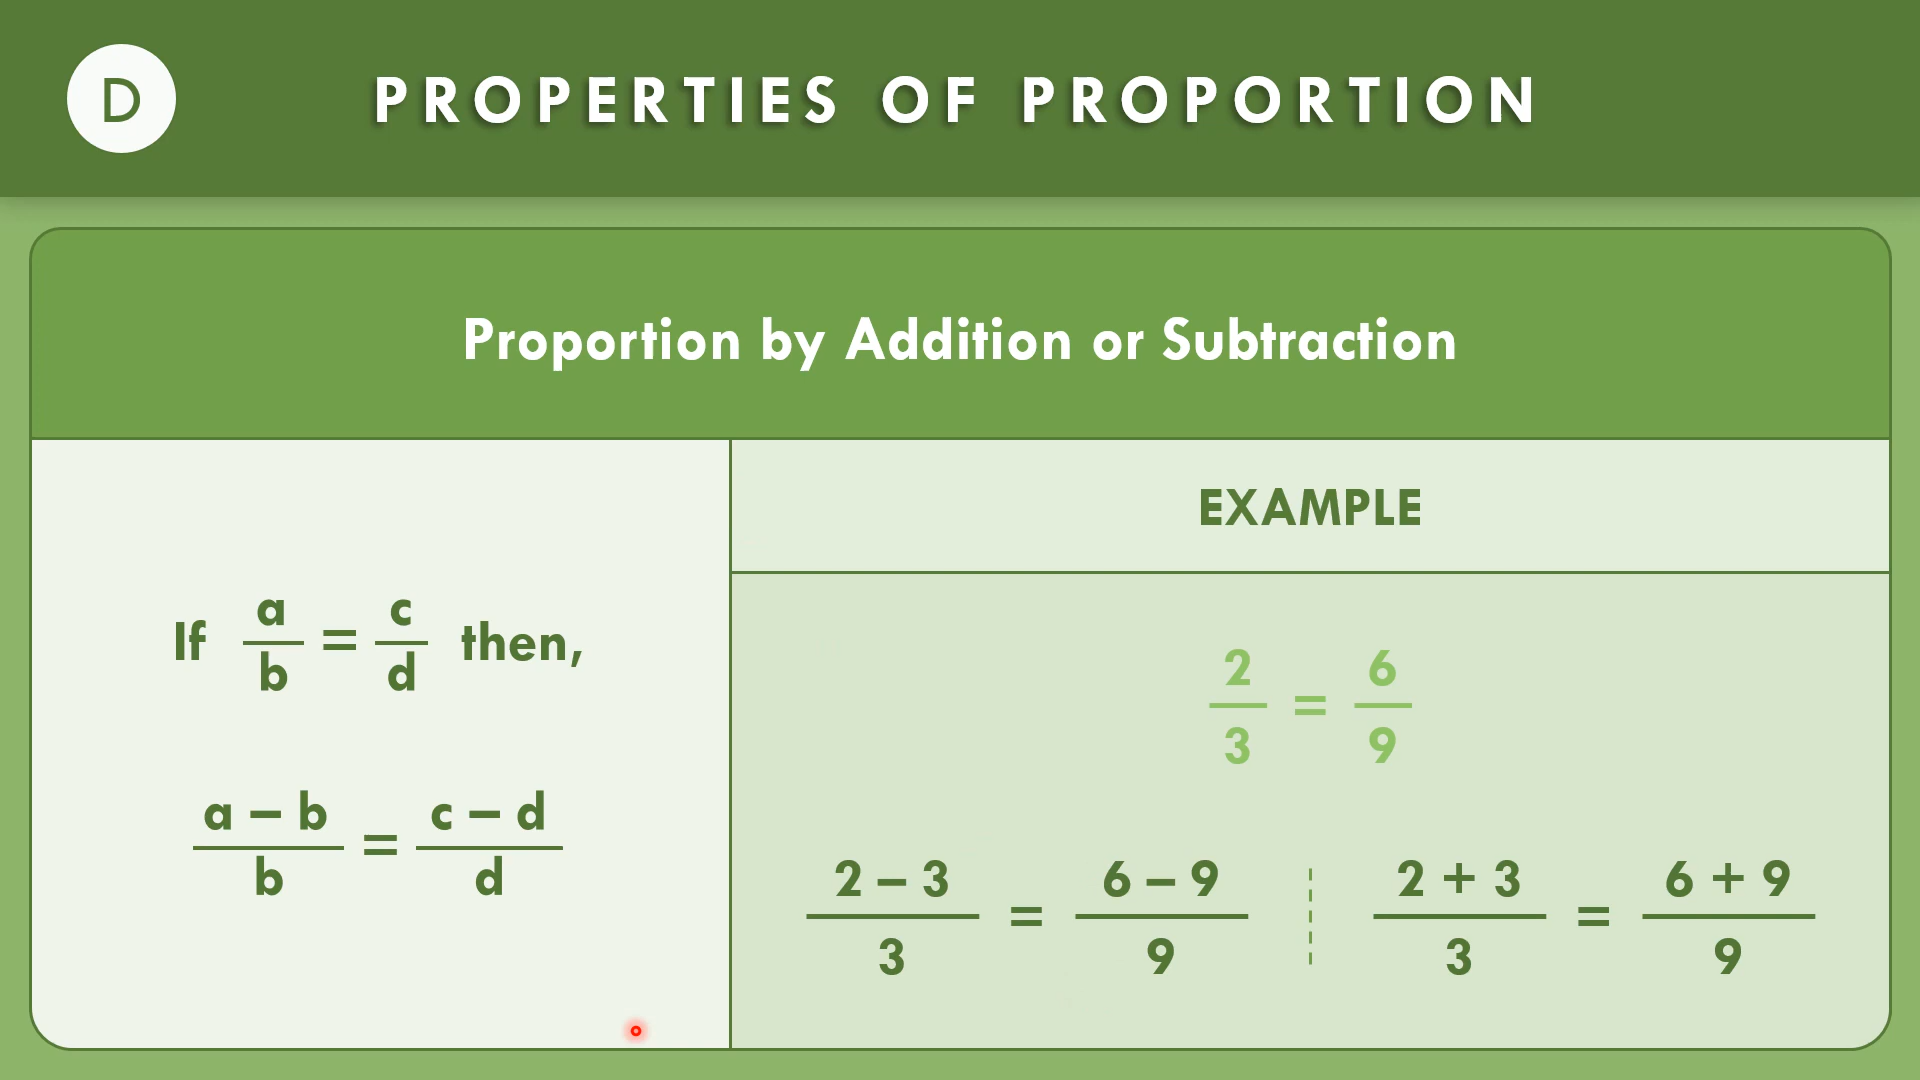 D
PROPERTIES OF PROPORTION
Proportion by Addition or Subtraction
If a/b = c/d then,
a – b/b = c – d/d
EXAMPLE
2/3 = 6/9
2 – 3/3 = 6 – 9/9
2 + 3/3 = 6 + 9/9